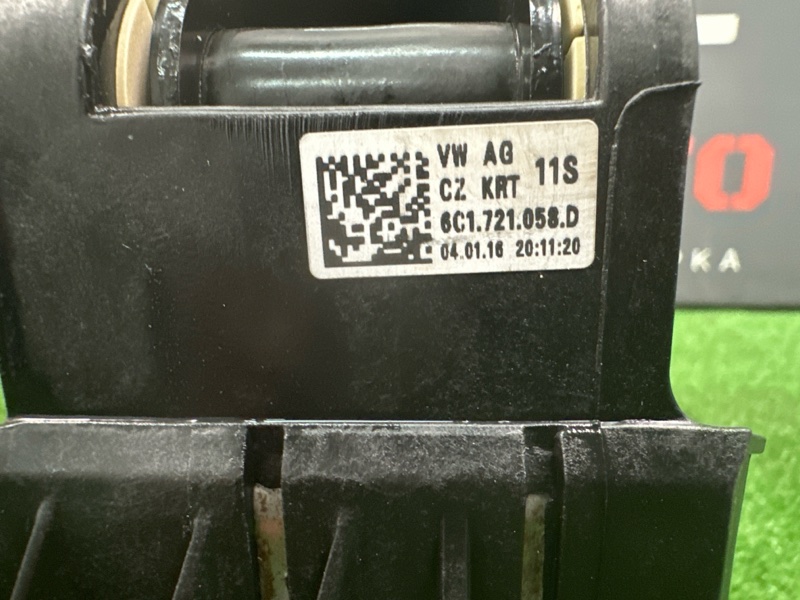 VW AG
CZ KRT 11S
6C1.721.058.D
04.01.16 20:11:20